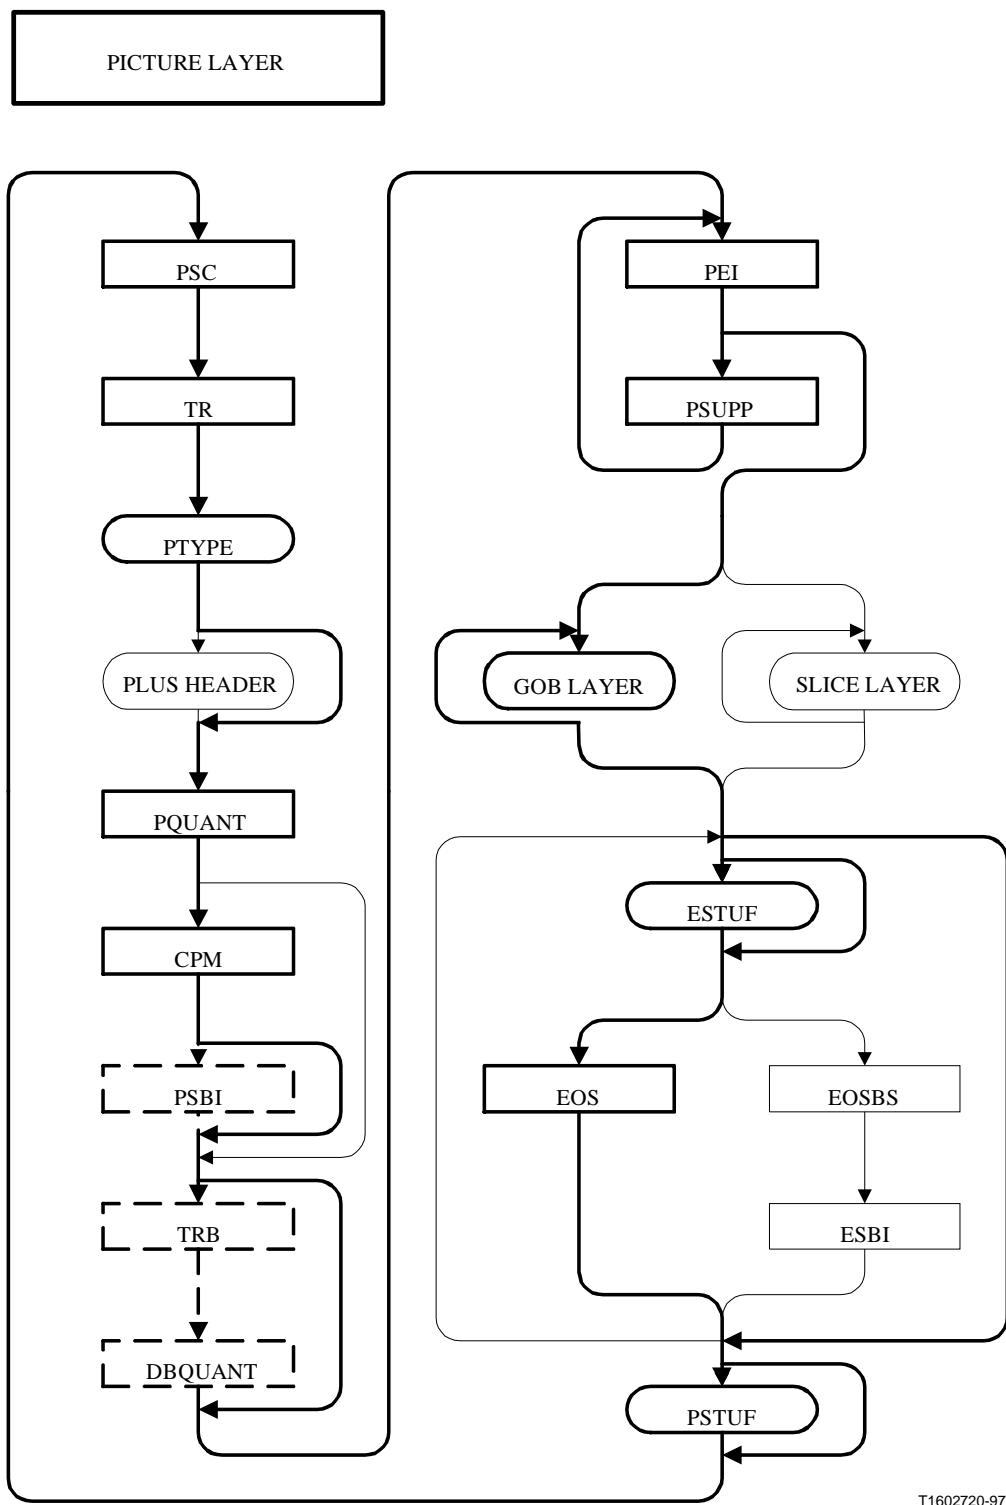 PICTURE LAYER
PSC
TR
PTYPE
PLUS HEADER
PQUANT
CPM
PSBI
TRB
DBQUANT
PEI
PSUPP
GOB LAYER
SLICE LAYER
ESTUF
EOS
EOSBS
ESBI
PSTUF
T1602720-97